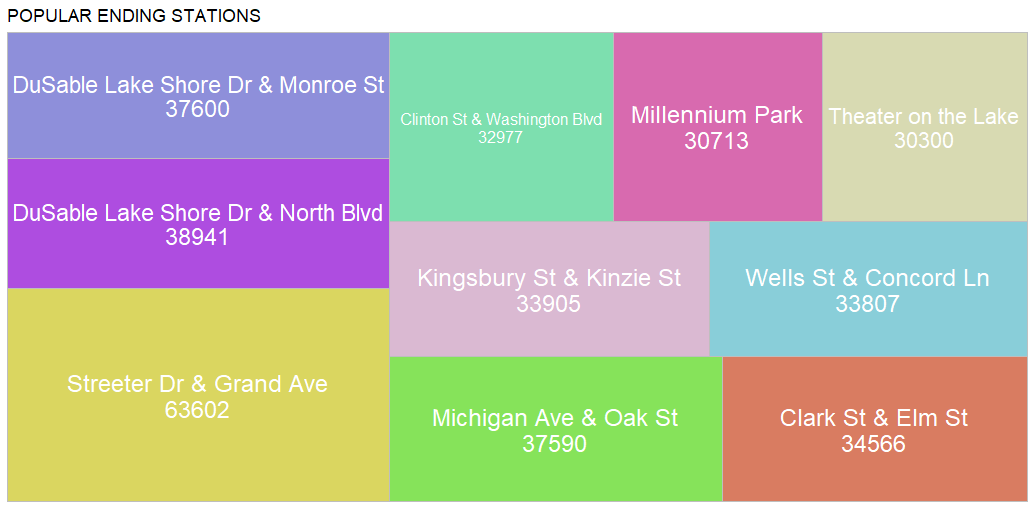 POPULAR ENDING STATIONS
DuSable Lake Shore Dr & Monroe St
37600
DuSable Lake Shore Dr & North Blvd
38941
Streeter Dr & Grand Ave
63602
Clinton St & Washington Blvd
32977
Millennium Park
30713
Theater on the Lake
30300
Kingsbury St & Kinzie St
33905
Wells St & Concord Ln
33807
Michigan Ave & Oak St
37590
Clark St & Elm St
34566